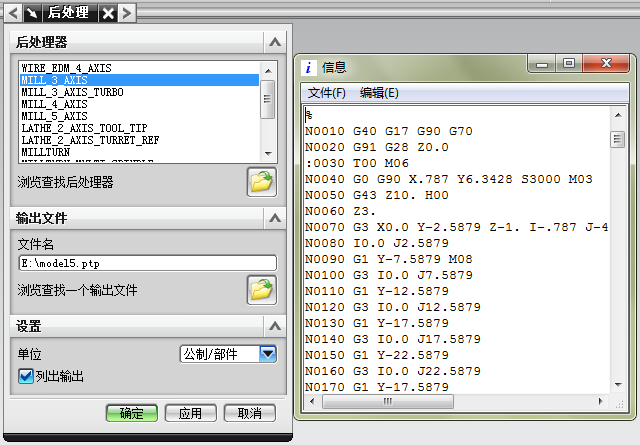 后处理
后处理器
WIRE_EDM_4_AXIS
MILL_3_AXIS
MILL_3_AXIS_TURBO
MILL_4_AXIS
MILL_5_AXIS
LATHE_2_AXIS_TOOL_TIP
LATHE_2_AXIS_TURRET_REF
MILLTURN
浏览查找后处理器
输出文件
文件名
E:\model5.ptp
浏览查找一个输出文件
设置
单位
公制/部件
列出输出
确定
应用
取消
i 信息
文件(F) 编辑(E)
%
N0010 G40 G17 G90 G70
N0020 G91 G28 Z0.0
:0030 T00 M06
N0040 G0 G90 X.787 Y6.3428 S3000 M03
N0050 G43 Z10. H00
N0060 Z3.
N0070 G3 X0.0 Y-2.5879 Z-1. I-.787 J-4
N0080 I0.0 J2.5879
N0090 G1 Y-7.5879 M08
N0100 G3 I0.0 J7.5879
N0110 G1 Y-12.5879
N0120 G3 I0.0 J12.5879
N0130 G1 Y-17.5879
N0140 G3 I0.0 J17.5879
N0150 G1 Y-22.5879
N0160 G3 I0.0 J22.5879
N0170 G1 Y-17.5879